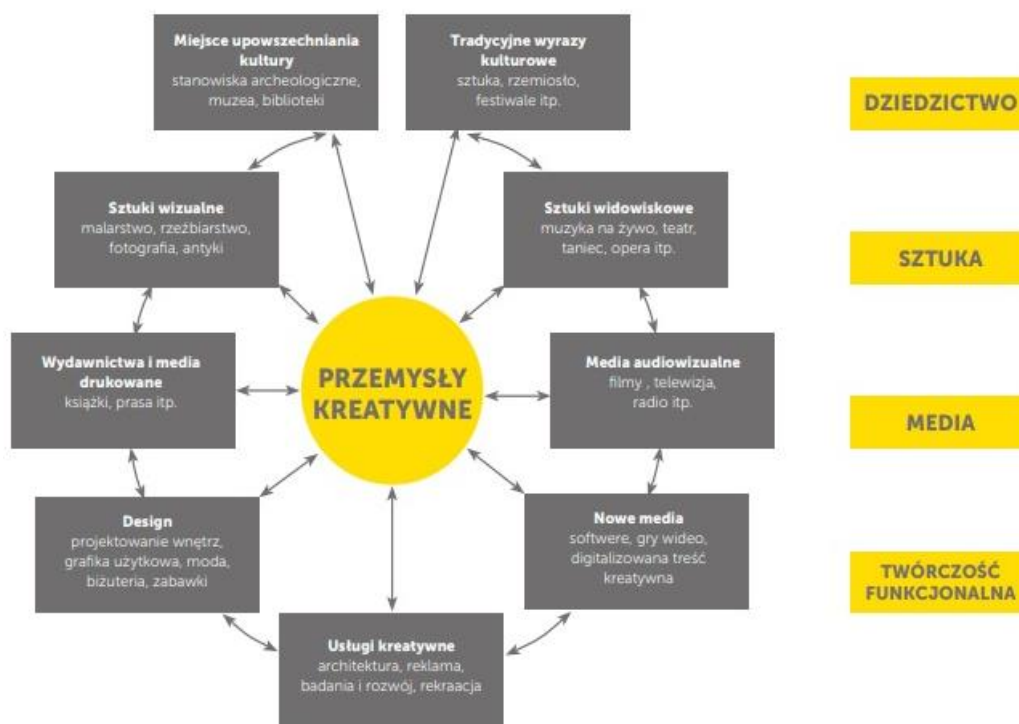 Miejsce upowszechniania
kultury
stanowiska archeologiczne,
muzea, biblioteki
Tradycyjne wyrazy
kulturowe
sztuka, rzemiosło,
festiwale itp.
DZIEDZICTWO
Sztuki wizualne
malarstwo, rzeźbiarstwo,
fotografia, antyki
Sztuki widowiskowe
muzyka na żywo, teatr,
taniec, opera itp.
SZTUKA
Wydawnictwa i media
drukowane
książki, prasa itp.
PRZEMYSŁY
KREATYWNE
Media audiowizualne
filmy , telewizja,
radio itp.
MEDIA
Design
projektowanie wnętrz,
grafika użytkowa, moda,
biżuteria, zabawki
Nowe media
softwere, gry wideo,
digitalizowana treść
kreatywna
TWÓRCZOŚĆ
FUNKCJONALNA
Usługi kreatywne
architektura, reklama,
badania i rozwój, rekraacja